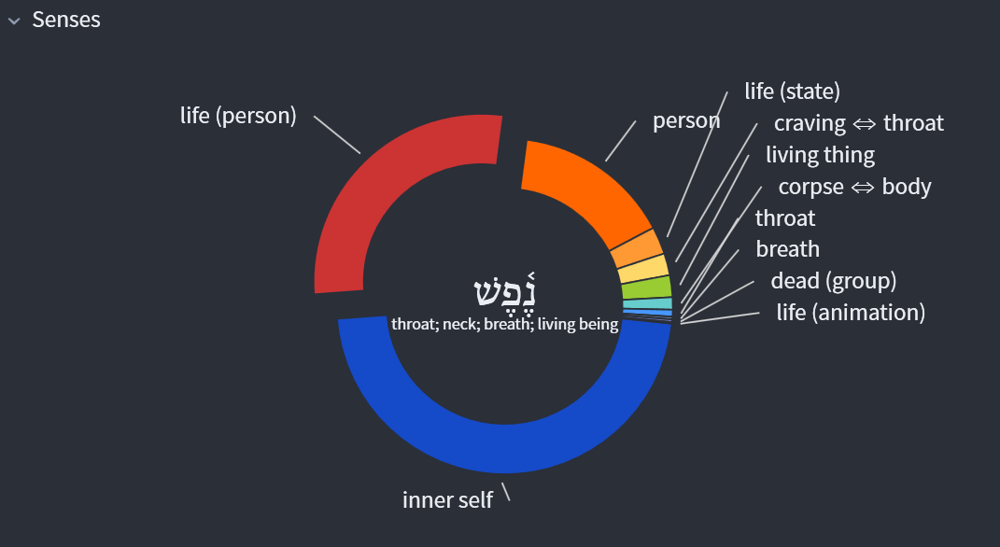 Senses
life (person)
person
life (state)
craving ⇔ throat
living thing
corpse ⇔ body
throat
breath
dead (group)
life (animation)
נֶ֫פֶשׁ
throat; neck; breath; living being
inner self